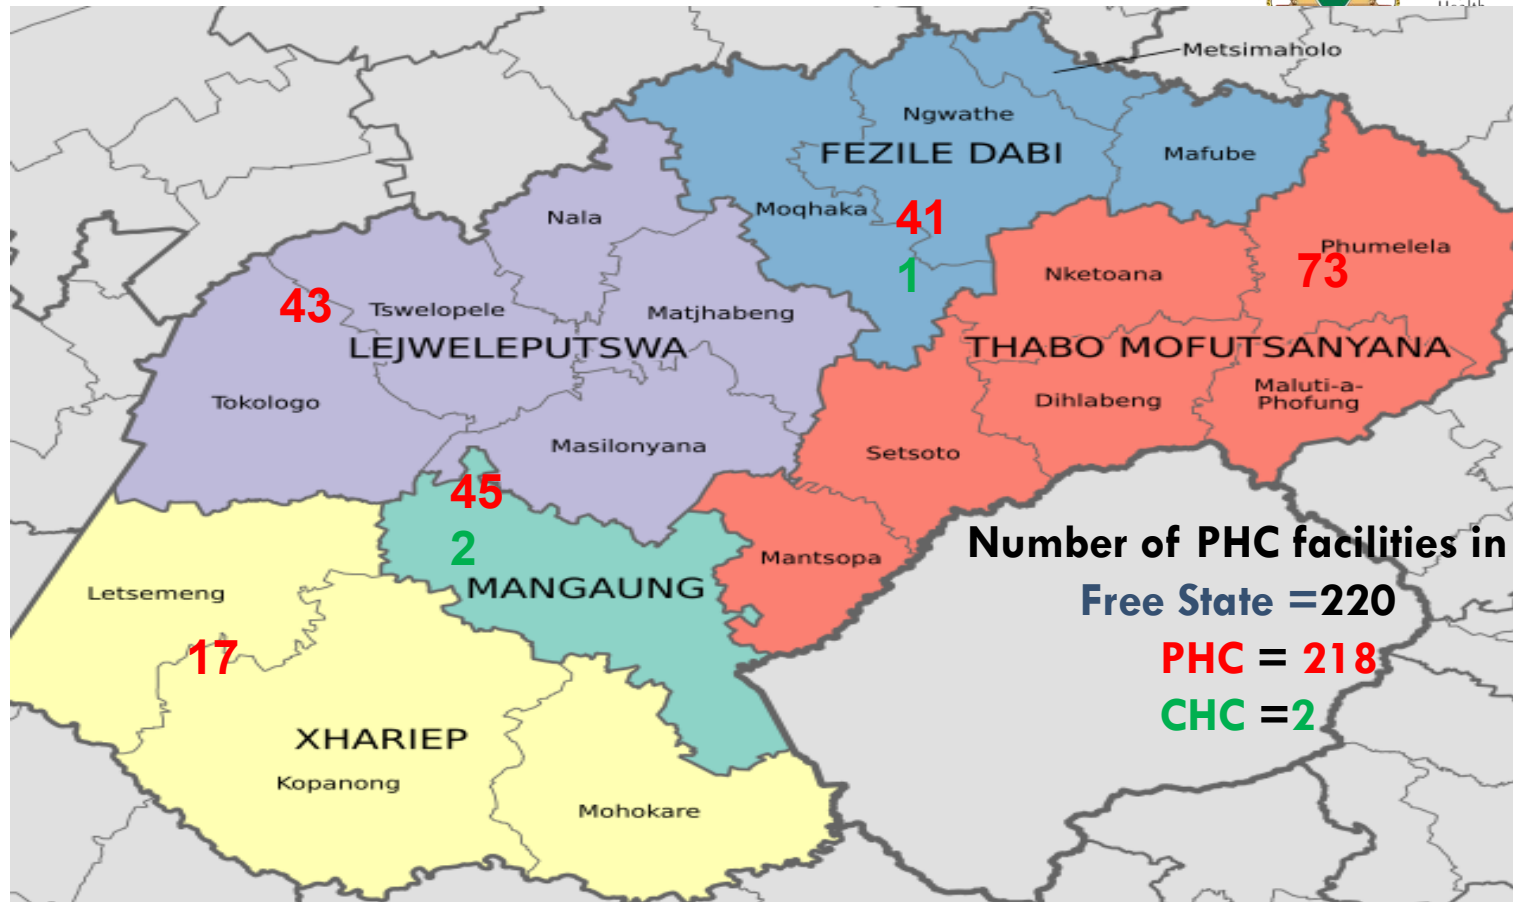 Health
Metsimaholo
Ngwathe
FEZILE DABI
Mafube
Moqhaka
41
1
Nala
Phumelela
73
Nketoana
43
Tswelopele
Matjhabeng
LEJWELEPUTSWA
THABO MOFUTSANYANA
Tokologo
Dihlabeng
Maluti-a-
Phofung
Masilonyana
Setsoto
45
2
MANGAUNG
Mantsopa
Number of PHC facilities in
Free State =220
PHC = 218
CHC =2
Letsemeng
17
XHARIEP
Kopanong
Mohokare